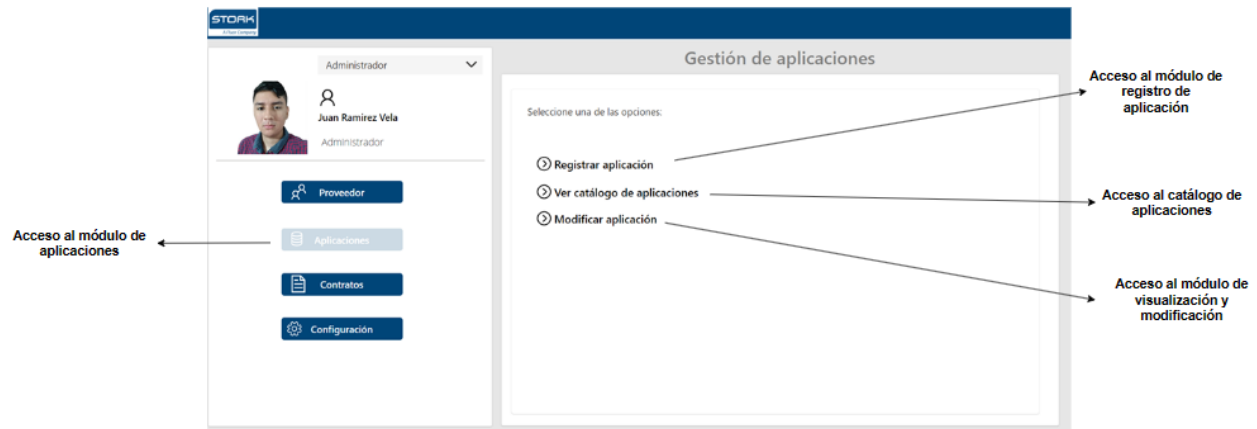 STORK
A Fluor Company
Gestión de aplicaciones
Administrador
Juan Ramirez Vela
Administrador
Seleccione una de las opciones:
Registrar aplicación
Ver catálogo de aplicaciones
Modificar aplicación
Proveedor
Aplicaciones
Contratos
Configuración
Acceso al módulo de
aplicaciones
Acceso al módulo de
registro de
aplicación
Acceso al catálogo de
aplicaciones
Acceso al módulo de
visualización y
modificación